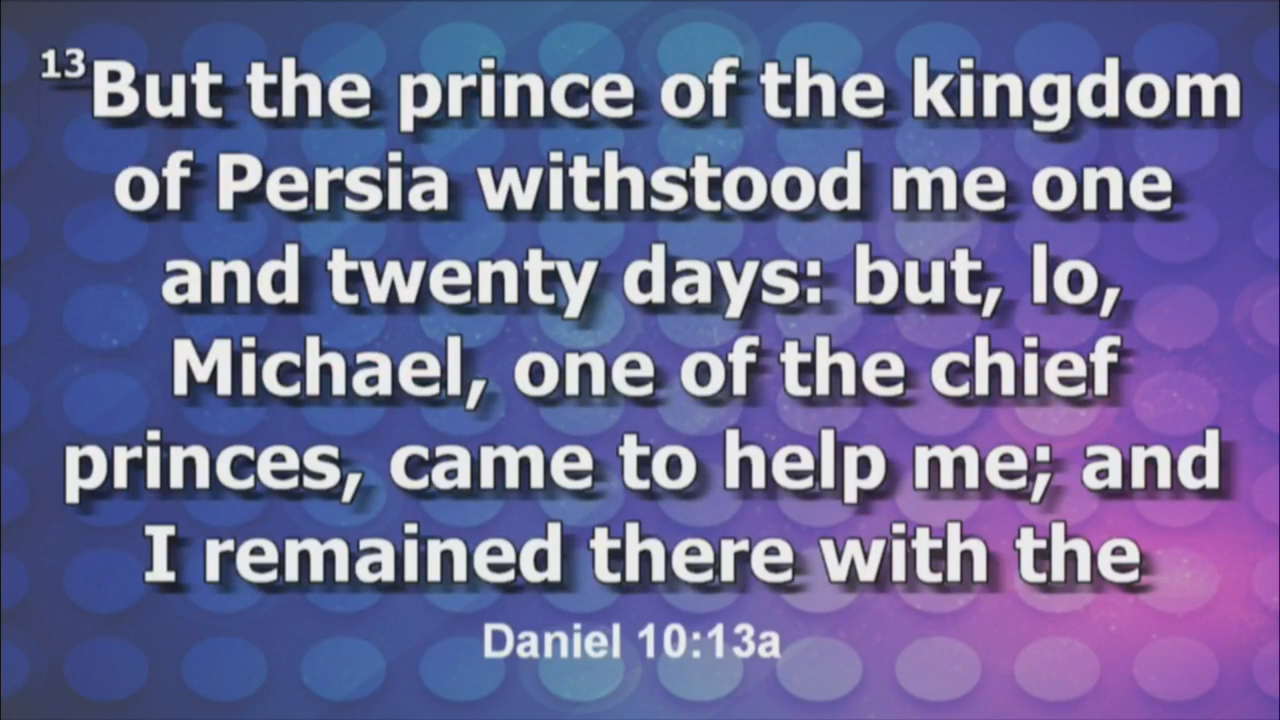 13But the prince of the kingdom
of Persia withstood me one
and twenty days: but, lo,
Michael, one of the chief
princes, came to help me; and
I remained there with the
Daniel 10:13a